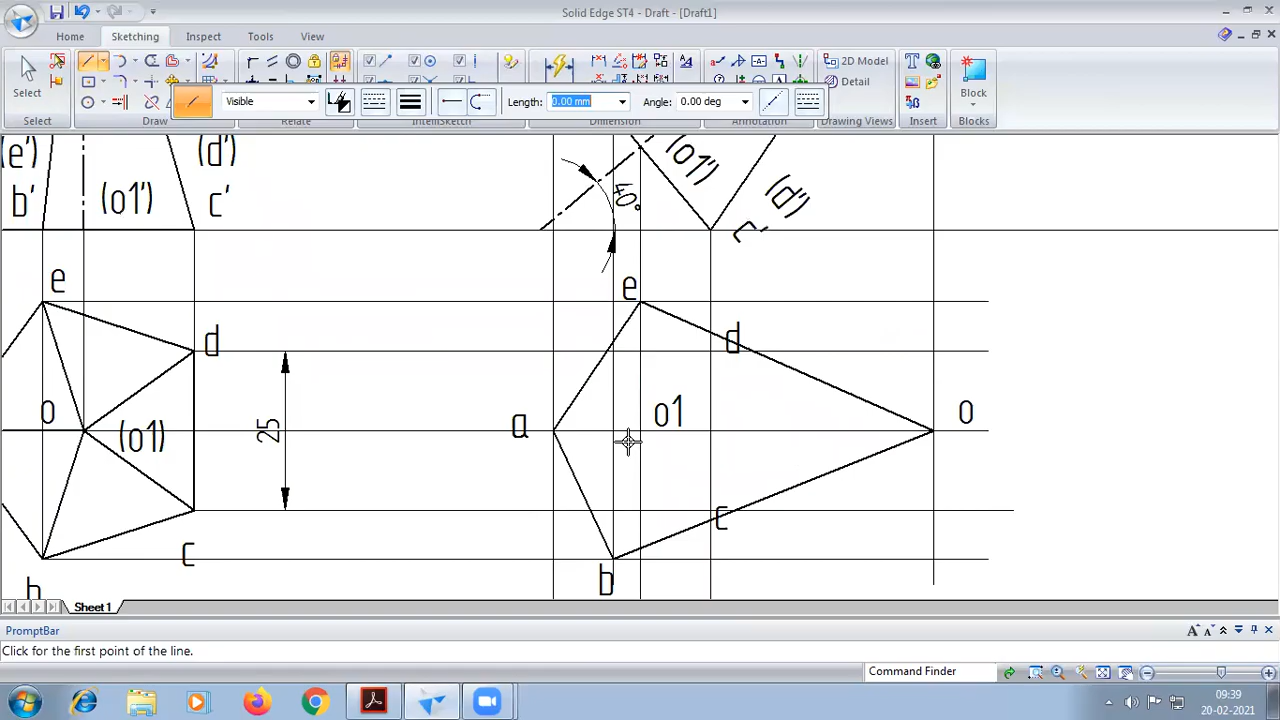 Solid Edge ST4 - Draft - [Draft1]
Home
Sketching
Inspect
Tools
View
Select
2D Model
Detail
Block
Visible
Length:
0.00 mm
Angle:
0.00 deg
Select
Draw
Relate
IntelliSketch
Dimension
Annotation
Drawing Views
Insert
Blocks
(e')
b'
(o1')
(d')
c'
40°
(o1')
(d')
c'
e
d
o
(o1)
25
c
b
e
d
a
o1
o
c
b
Sheet 1
PromptBar
Click for the first point of the line.
Command Finder
09:39
20-02-2021